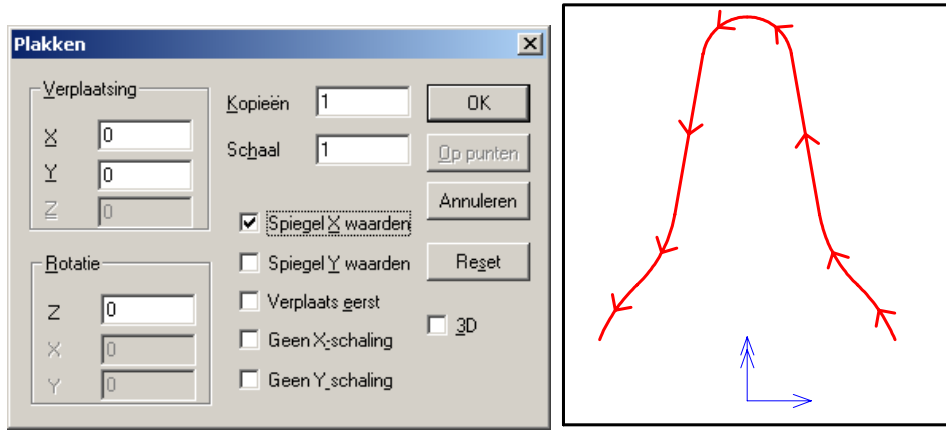 Plakken
Verplaatsing
X 0
Y 0
Z 0
Rotatie
Z 0
X 0
Y 0
Kopieën 1
Schaal 1
Spiegel X waarden
Spiegel Y waarden
Verplaats eerst
Geen X-schaling
Geen Y_schaling
OK
Op punten
Annuleren
Reset
3D